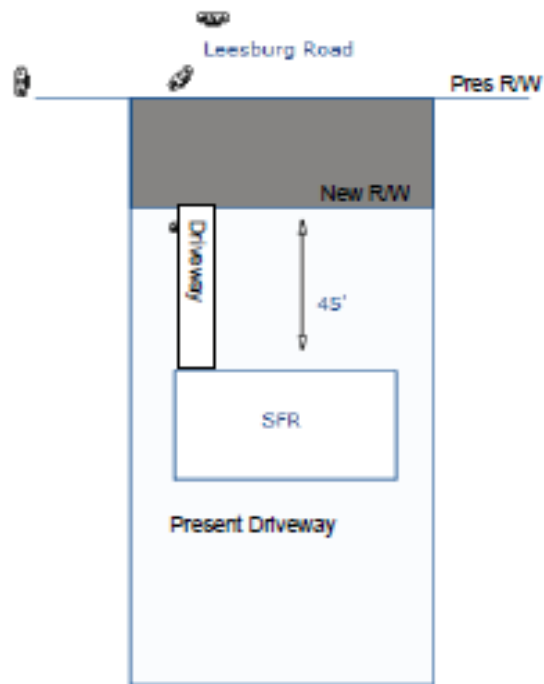 Leesburg Road
Pres R/W
New R/W
Driveway
45'
SFR
Present Driveway